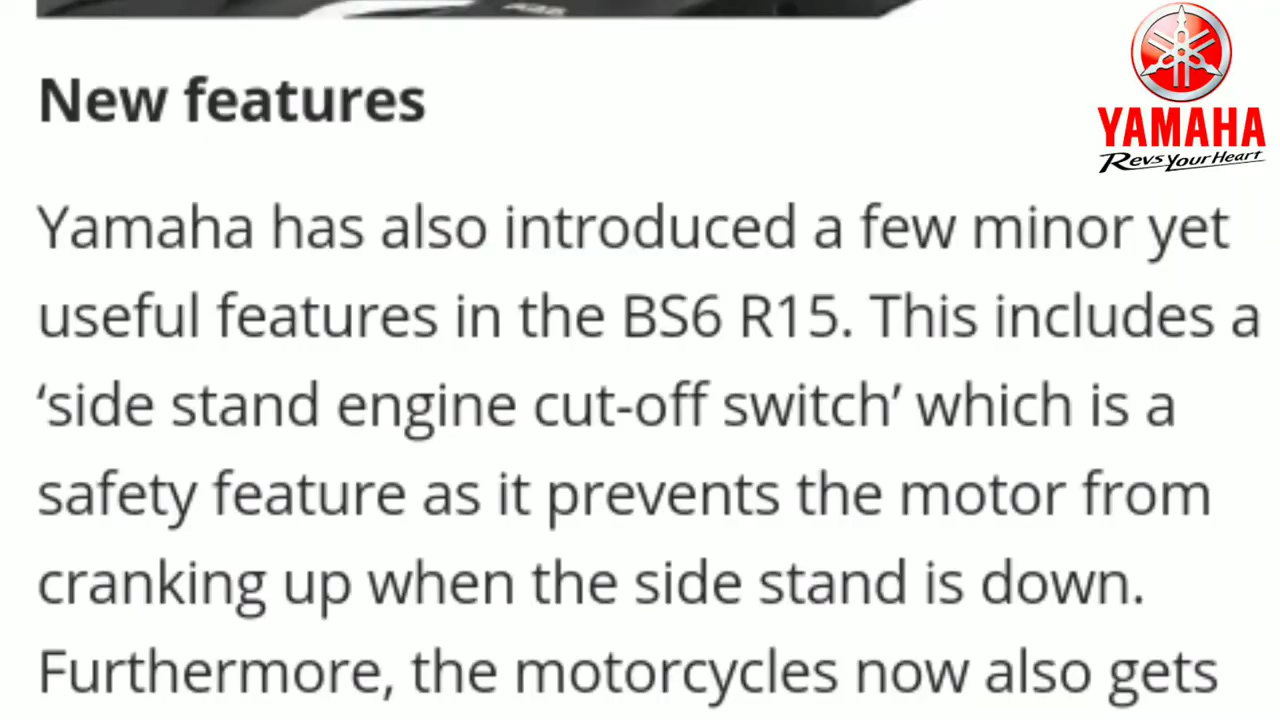 New features
YAMAHA
Revs Your Heart
Yamaha has also introduced a few minor yet
useful features in the BS6 R15. This includes a
‘side stand engine cut-off switch’ which is a
safety feature as it prevents the motor from
cranking up when the side stand is down.
Furthermore, the motorcycles now also gets